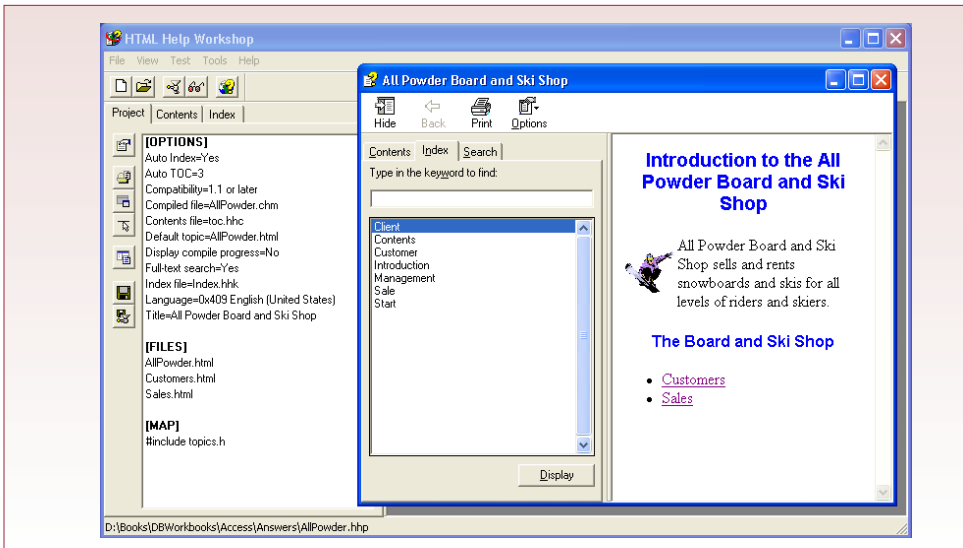 HTML Help Workshop
File View Test Tools Help
Project Contents Index
[OPTIONS]
Auto Index=Yes
Auto TOC=3
Compatibility=1.1 or later
Compiled file=AllPowder.chm
Contents file=toc.hhc
Default topic=AllPowder.html
Display compile progress=No
Full-text search=Yes
Index file=Index.hhk
Language=0x409 English (United States)
Title=All Powder Board and Ski Shop
[FILES]
AllPowder.html
Customers.html
Sales.html
[MAP]
#include topics.h
D:\Books\DBWorkbooks\Access\Answers\AllPowder.hhp
All Powder Board and Ski Shop
Hide Back Print Options
Contents Index Search
Type in the keyword to find:
Client
Contents
Customer
Introduction
Management
Sale
Start
Display
Introduction to the All
Powder Board and Ski
Shop
All Powder Board and Ski
Shop sells and rents
snowboards and skis for all
levels of riders and skiers.
The Board and Ski Shop
• Customers
• Sales